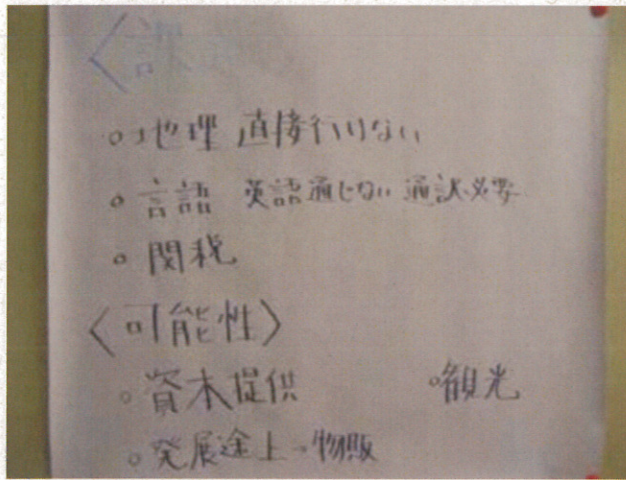 。地理 直接行けない
。言語 英語通じない 通訳必要
。関税
〈可能性〉
。資本提供 。観光
。発展途上→物販